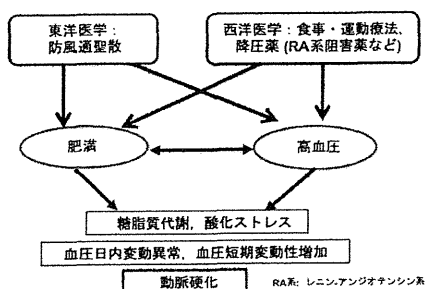 東洋医学：
防風通聖散
西洋医学：食事・運動療法、
降圧薬 (RA系阻害薬など)
肥満
高血圧
糖脂質代謝，酸化ストレス
血圧日内変動異常，血圧短期変動性増加
動脈硬化
RA系: レニン-アンジオテンシン系